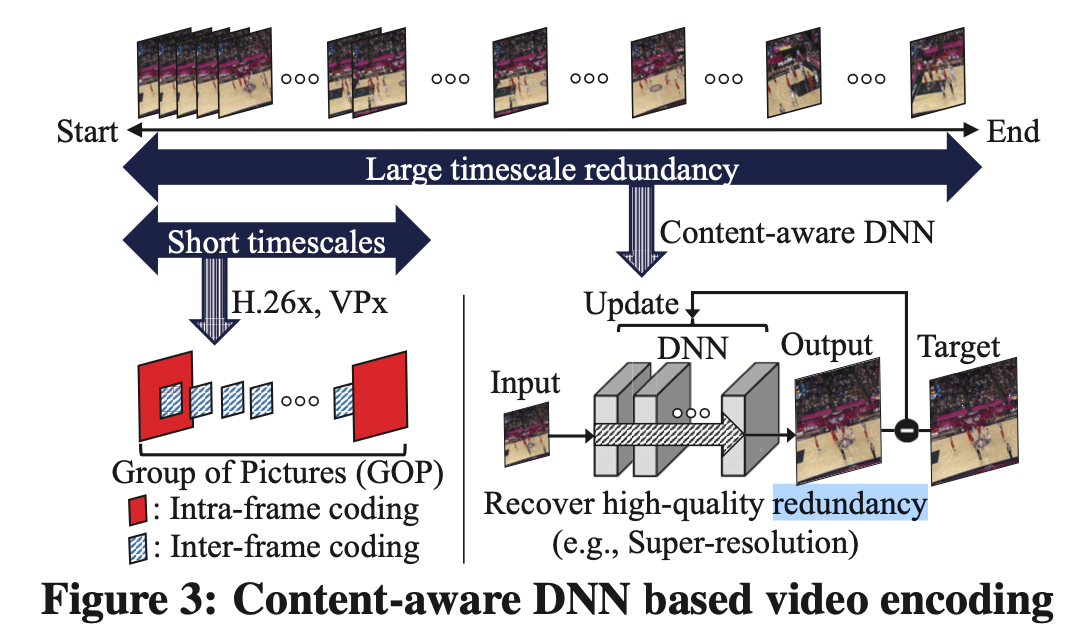 Start
End
Large timescale redundancy
Short timescales
Content-aware DNN
H.26x, VPx
Update
DNN
Output
Target
Input
Group of Pictures (GOP)
: Intra-frame coding
: Inter-frame coding
Recover high-quality redundancy
(e.g., Super-resolution)
Figure 3: Content-aware DNN based video encoding